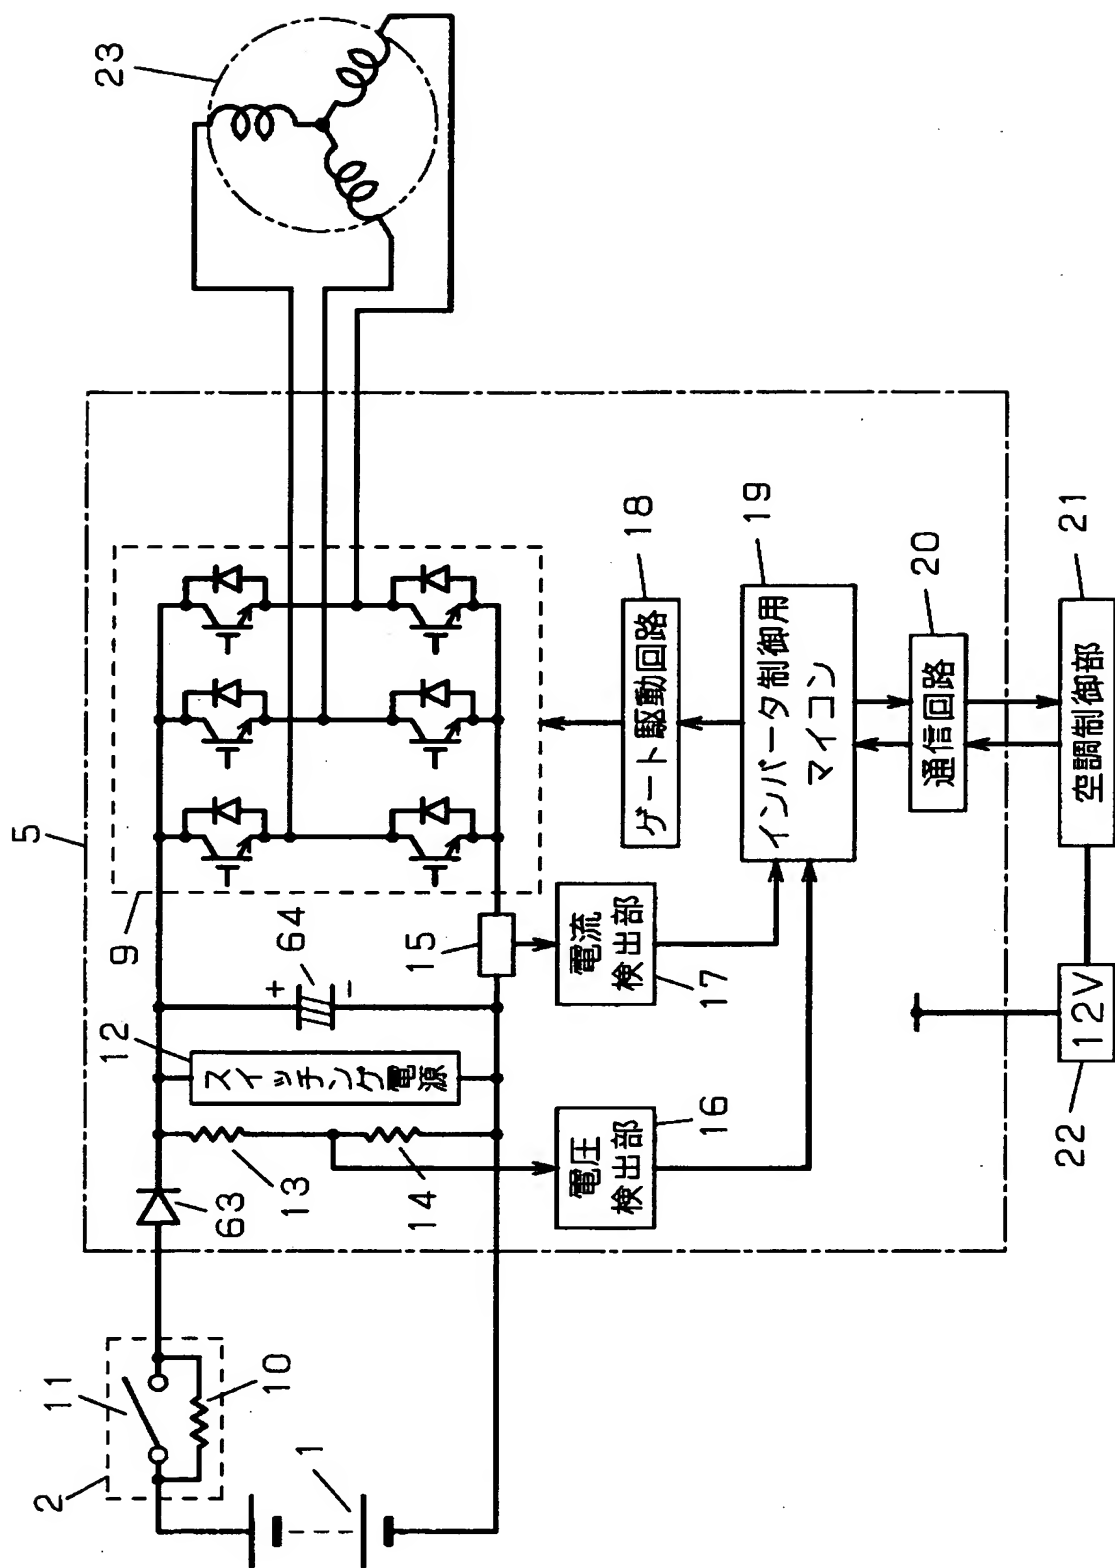 23
5
9
64
+
−
12
スイッチング電源
15
63
13
14
11
10
2
1
電圧
検出部
16
電流
検出部
17
ゲート駆動回路
18
インバータ制御用
マイコン
19
通信回路
20
空調制御部
21
12V
22